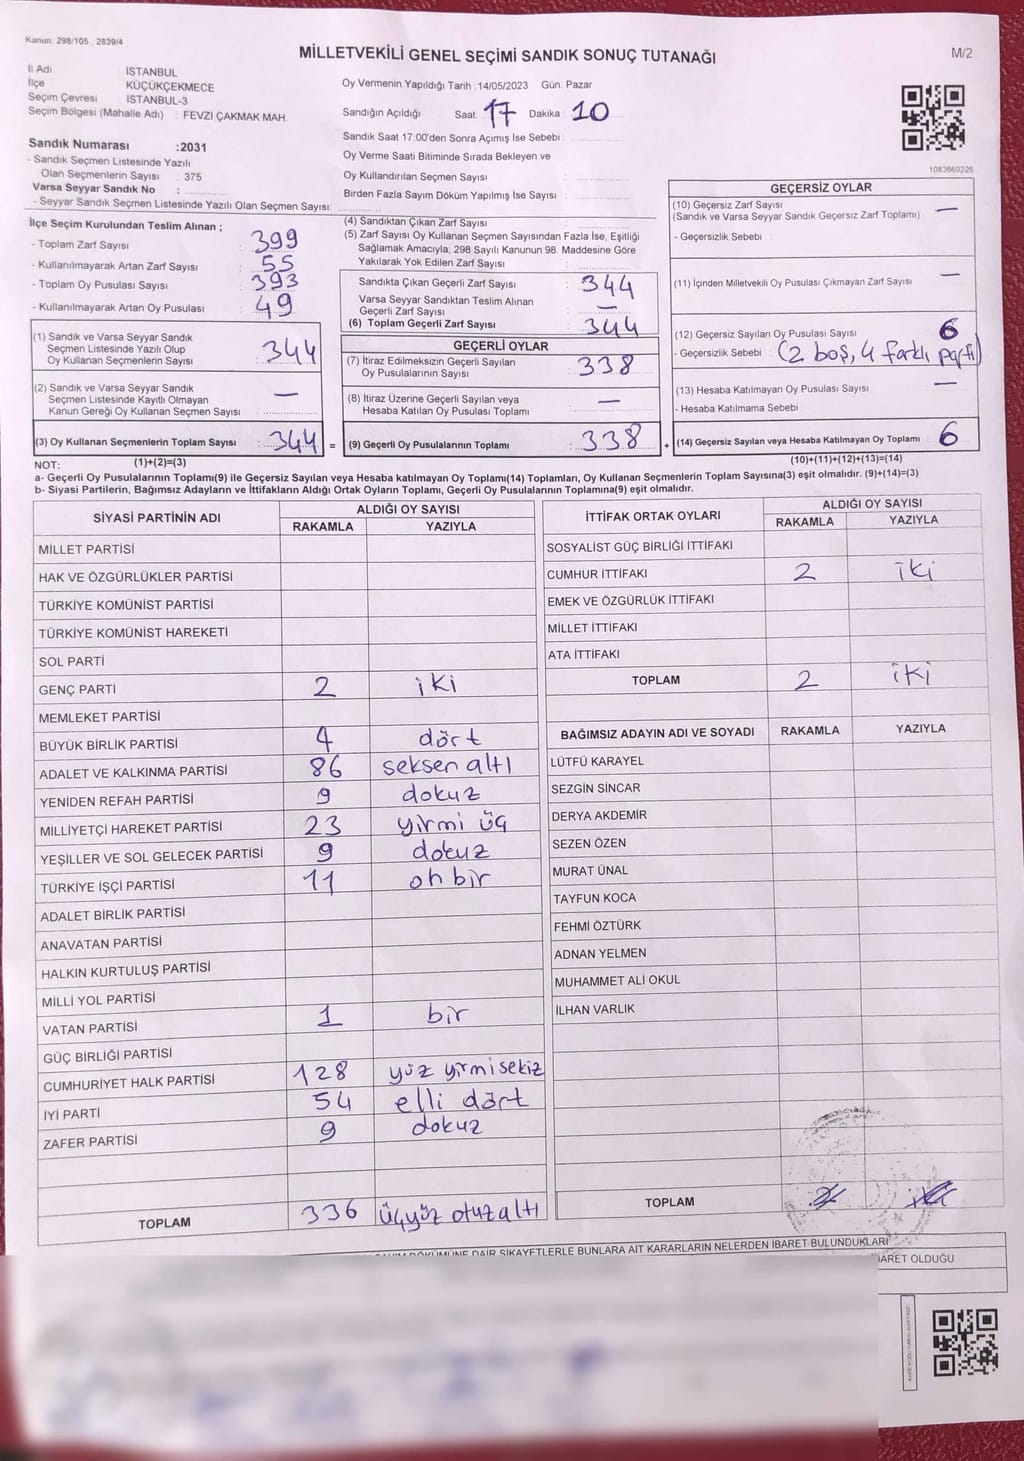 Kanun: 298/105 , 2839/4
MİLLETVEKİLİ GENEL SEÇİMİ SANDIK SONUÇ TUTANAĞI
M/2
İl Adı İSTANBUL
İlçe KÜÇÜKÇEKMECE
Seçim Çevresi : İSTANBUL-3
Seçim Bölgesi (Mahalle Adı) : FEVZİ ÇAKMAK MAH.
Sandık Numarası :2031
- Sandık Seçmen Listesinde Yazılı
Olan Seçmenlerin Sayısı : 375
Varsa Seyyar Sandık No :
- Seyyar Sandık Seçmen Listesinde Yazılı Olan Seçmen Sayısı:
Oy Vermenin Yapıldığı Tarih :14/05/2023 Gün: Pazar
Sandığın Açıldığı Saat: 17 Dakika: 10
Sandık Saat 17:00'den Sonra Açımış İse Sebebi :
Oy Verme Saati Bitiminde Sırada Bekleyen ve
Oy Kullandırılan Seçmen Sayısı :
Birden Fazla Sayım Döküm Yapılmış İse Sayısı :
1083660226
İlçe Seçim Kurulundan Teslim Alınan ;
- Toplam Zarf Sayısı : 399
- Kullanılmayarak Artan Zarf Sayısı : 55
- Toplam Oy Pusulası Sayısı : 393
- Kullanılmayarak Artan Oy Pusulası : 49
(1) Sandık ve Varsa Seyyar Sandık
Seçmen Listesinde Yazılı Olup
Oy Kullanan Seçmenlerin Sayısı : 344
(2) Sandık ve Varsa Seyyar Sandık
Seçmen Listesinde Kayıtlı Olmayan
Kanun Gereği Oy Kullanan Seçmen Sayısı : —
(3) Oy Kullanan Seçmenlerin Toplam Sayısı : 344 =
(1)+(2)=(3)
(4) Sandıktan Çıkan Zarf Sayısı :
(5) Zarf Sayısı Oy Kullanan Seçmen Sayısından Fazla İse, Eşitliği
Sağlamak Amacıyla; 298 Sayılı Kanunun 98. Maddesine Göre
Yakılarak Yok Edilen Zarf Sayısı :
Sandıkta Çıkan Geçerli Zarf Sayısı : 344
Varsa Seyyar Sandıktan Teslim Alınan
Geçerli Zarf Sayısı : —
(6) Toplam Geçerli Zarf Sayısı : 344
GEÇERLİ OYLAR
(7) İtiraz Edilmeksizin Geçerli Sayılan
Oy Pusulalarının Sayısı : 338
(8) İtiraz Üzerine Geçerli Sayılan veya
Hesaba Katılan Oy Pusulası Toplamı : —
(9) Geçerli Oy Pusulalarının Toplamı : 338 +
GEÇERSİZ OYLAR
(10) Geçersiz Zarf Sayısı : —
(Sandık ve Varsa Seyyar Sandık Geçersiz Zarf Toplamı)
- Geçersizlik Sebebi :
(11) İçinden Milletvekili Oy Pusulası Çıkmayan Zarf Sayısı : —
(12) Geçersiz Sayılan Oy Pusulası Sayısı : 6
- Geçersizlik Sebebi : (2 boş, 4 farklı parti)
(13) Hesaba Katılmayan Oy Pusulası Sayısı : —
- Hesaba Katılmama Sebebi :
(14) Geçersiz Sayılan veya Hesaba Katılmayan Oy Toplamı : 6
(10)+(11)+(12)+(13)=(14)
NOT:
a- Geçerli Oy Pusulalarının Toplamı(9) ile Geçersiz Sayılan veya Hesaba katılmayan Oy Toplamı(14) Toplamları, Oy Kullanan Seçmenlerin Toplam Sayısına(3) eşit olmalıdır. (9)+(14)=(3)
b- Siyasi Partilerin, Bağımsız Adayların ve İttifakların Aldığı Ortak Oyların Toplamı, Geçerli Oy Pusulalarının Toplamına(9) eşit olmalıdır.
SİYASİ PARTİNİN ADI ALDIĞI OY SAYISI
RAKAMLA YAZIYLA
MİLLET PARTİSİ
HAK VE ÖZGÜRLÜKLER PARTİSİ
TÜRKİYE KOMÜNİST PARTİSİ
TÜRKİYE KOMÜNİST HAREKETİ
SOL PARTİ
GENÇ PARTİ 2 iki
MEMLEKET PARTİSİ
BÜYÜK BİRLİK PARTİSİ 4 dört
ADALET VE KALKINMA PARTİSİ 86 seksen altı
YENİDEN REFAH PARTİSİ 9 dokuz
MİLLİYETÇİ HAREKET PARTİSİ 23 yirmi üç
YEŞİLLER VE SOL GELECEK PARTİSİ 9 dokuz
TÜRKİYE İŞÇİ PARTİSİ 11 on bir
ADALET BİRLİK PARTİSİ
ANAVATAN PARTİSİ
HALKIN KURTULUŞ PARTİSİ
MİLLİ YOL PARTİSİ
VATAN PARTİSİ 1 bir
GÜÇ BİRLİĞİ PARTİSİ
CUMHURİYET HALK PARTİSİ 128 yüz yirmisekiz
İYİ PARTİ 54 elli dört
ZAFER PARTİSİ 9 dokuz
TOPLAM 336 üçyüz otuzaltı
İTTİFAK ORTAK OYLARI ALDIĞI OY SAYISI
RAKAMLA YAZIYLA
SOSYALİST GÜÇ BİRLİĞİ İTTİFAKI
CUMHUR İTTİFAKI 2 iki
EMEK VE ÖZGÜRLÜK İTTİFAKI
MİLLET İTTİFAKI
ATA İTTİFAKI
TOPLAM 2 iki
BAĞIMSIZ ADAYIN ADI VE SOYADI RAKAMLA YAZIYLA
LÜTFÜ KARAYEL
SEZGİN SİNCAR
DERYA AKDEMİR
SEZEN ÖZEN
MURAT ÜNAL
TAYFUN KOCA
FEHMİ ÖZTÜRK
ADNAN YELMEN
MUHAMMET ALİ OKUL
İLHAN VARLIK
TOPLAM
DÖKÜMÜNE DAİR ŞİKAYETLERLE BUNLARA AİT KARARLARIN NELERDEN İBARET BULUNDUKLARI
OLDUĞU